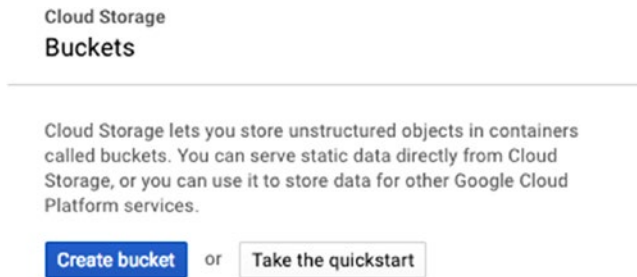 Cloud Storage
Buckets
Cloud Storage lets you store unstructured objects in containers
called buckets. You can serve static data directly from Cloud
Storage, or you can use it to store data for other Google Cloud
Platform services.
Create bucket or Take the quickstart